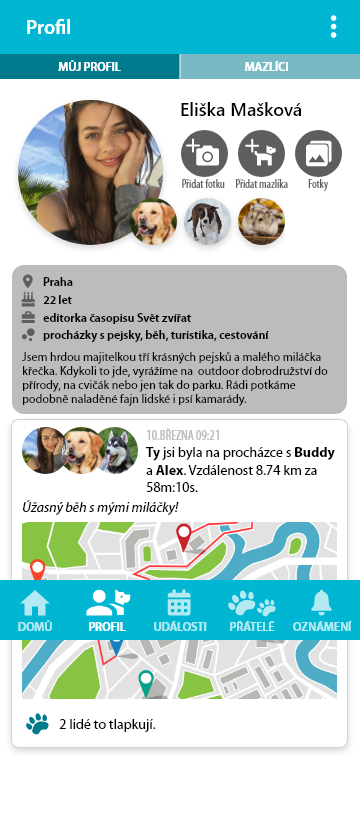 Profil
MŮJ PROFIL
MAZLÍCI
Eliška Mašková
Přidat fotku
Přidat mazlíka
Fotky
Praha
22 let
editorka časopisu Svět zvířat
procházky s pejsky, běh, turistika, cestování
Jsem hrdou majitelkou tří krásných pejsků a malého miláčka
křečka. Kdykoli to jde, vyrážíme na outdoor dobrodružství do
přírody, na cvičák nebo jen tak do parku. Rádi potkáme
podobně naladěné fajn lidské i psí kamarády.
10.BŘEZNA 09:21
Ty jsi byla na procházce s Buddy
a Alex. Vzdálenost 8.74 km za
58m:10s.
Úžasný běh s mými miláčky!
DOMŮ
PROFIL
UDÁLOSTI
PŘÁTELÉ
OZNÁMENÍ
2 lidé to tlapkují.